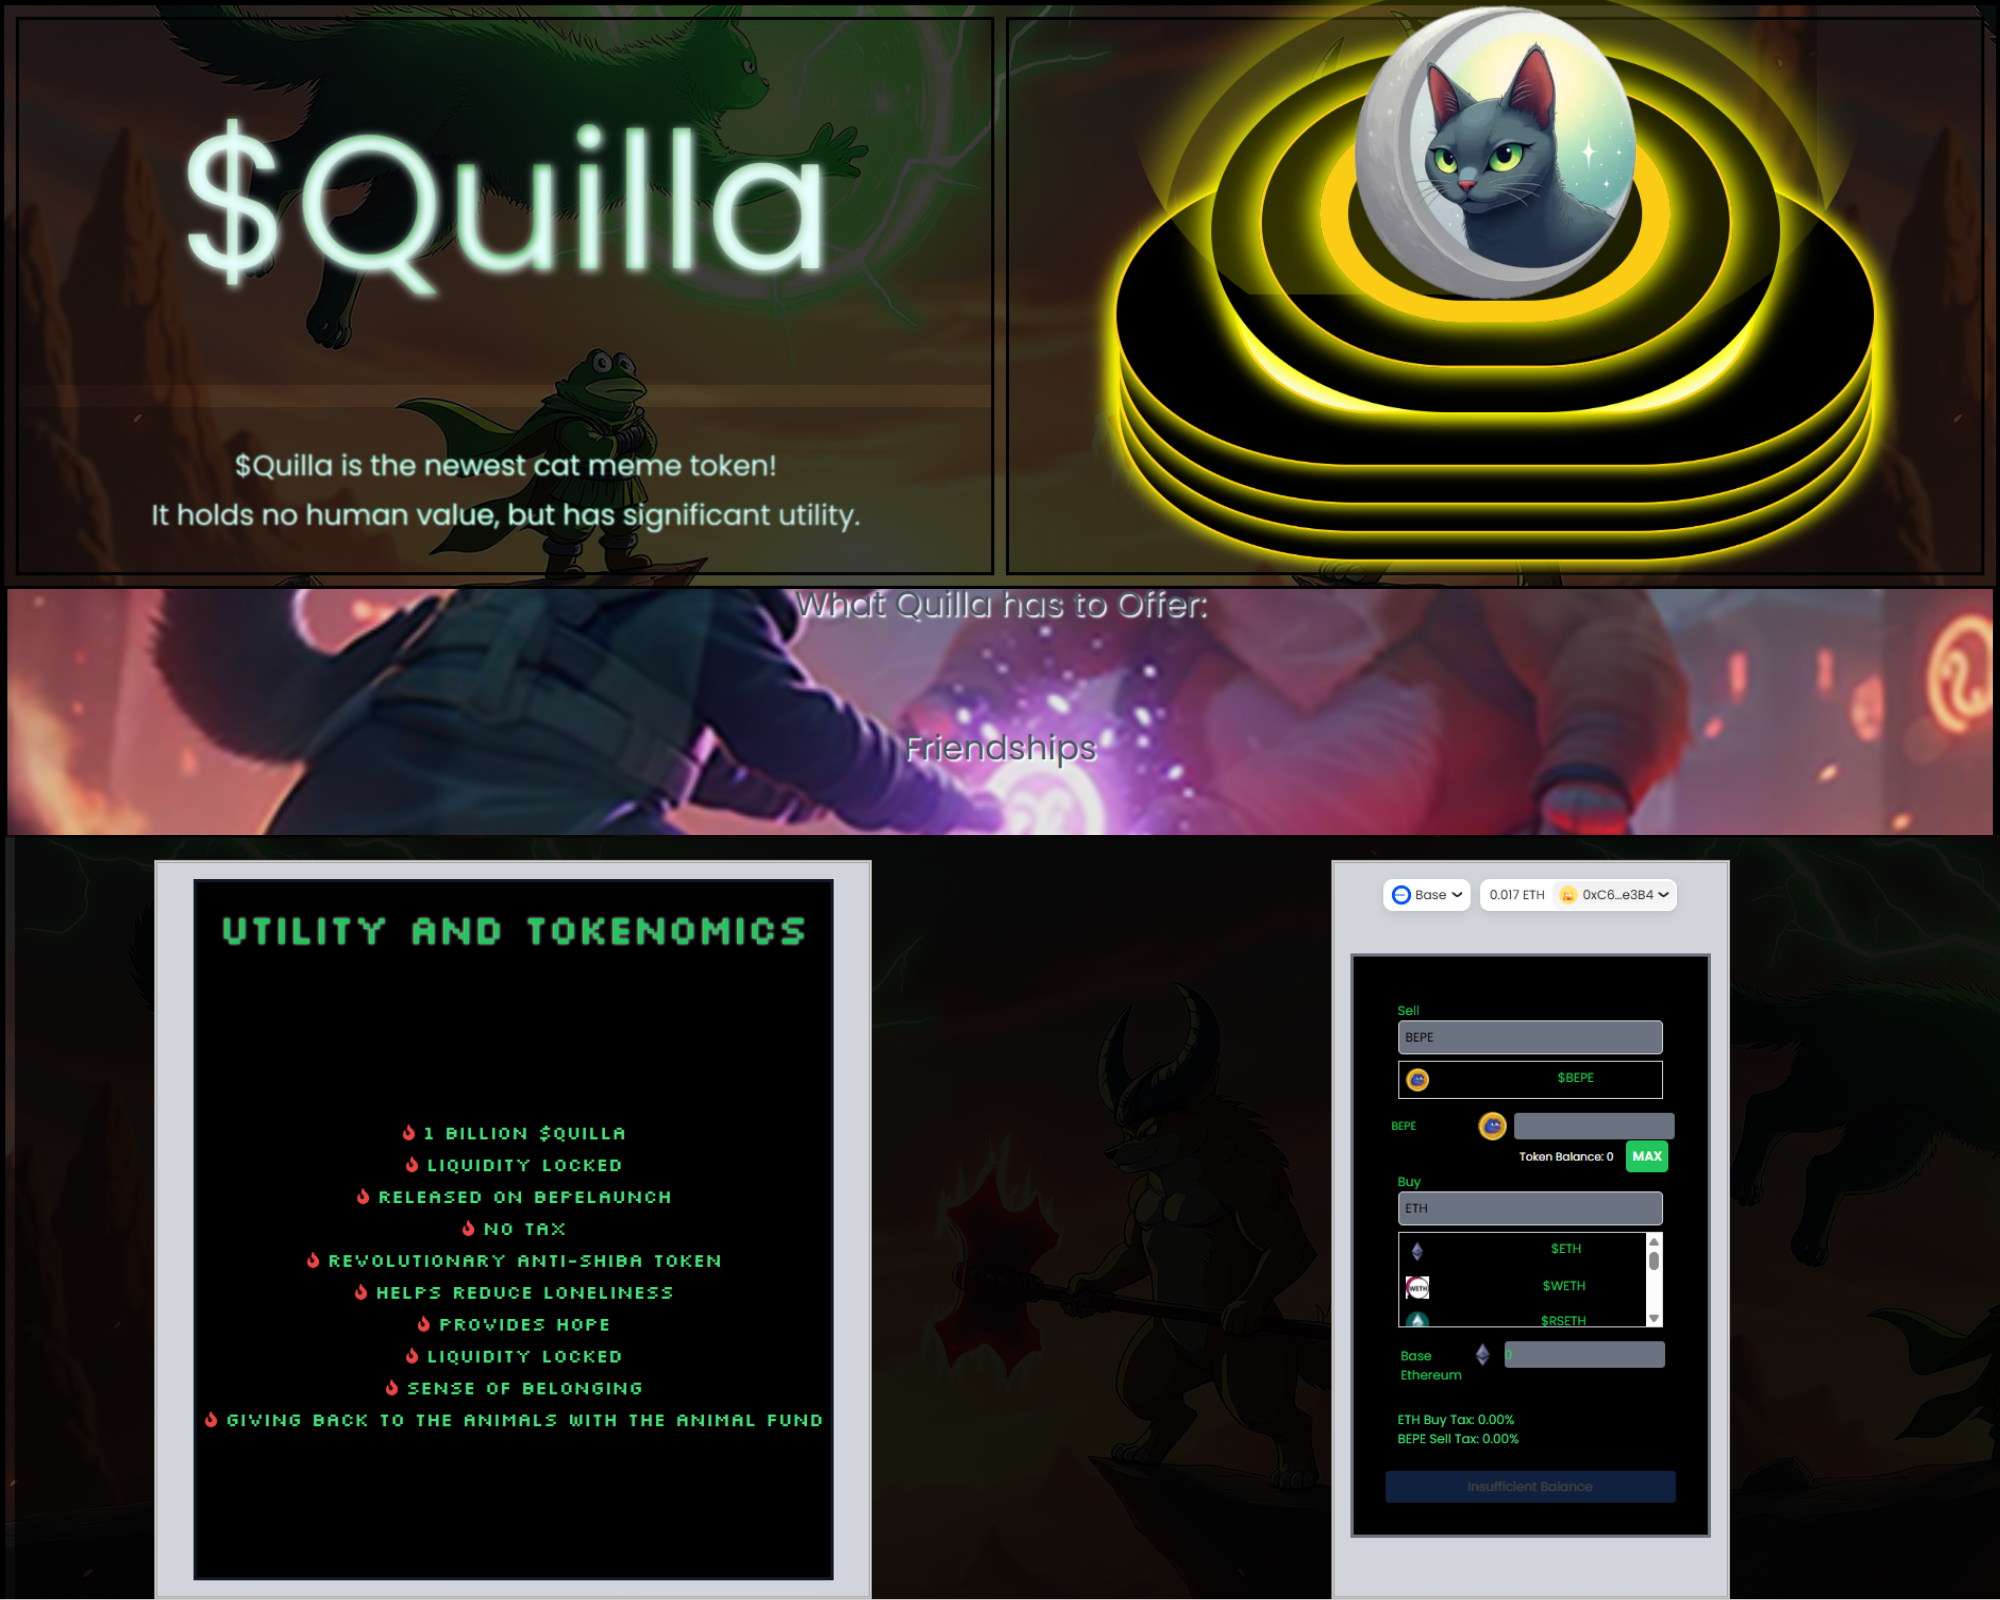 $Quilla
$Quilla is the newest cat meme token!
It holds no human value, but has significant utility.
What Quilla has to Offer:
Friendships
UTILITY AND TOKENOMICS
1 BILLION $QUILLA
LIQUIDITY LOCKED
RELEASED ON BEPELAUNCH
NO TAX
REVOLUTIONARY ANTI-SHIBA TOKEN
HELPS REDUCE LONELINESS
PROVIDES HOPE
LIQUIDITY LOCKED
SENSE OF BELONGING
GIVING BACK TO THE ANIMALS WITH THE ANIMAL FUND
Base
0.017 ETH
0xC6...e3B4
Sell
BEPE
$BEPE
BEPE
Token Balance: 0
MAX
Buy
ETH
$ETH
WETH
$WETH
$RSETH
Base
Ethereum
0
ETH Buy Tax: 0.00%
BEPE Sell Tax: 0.00%
Insufficient Balance